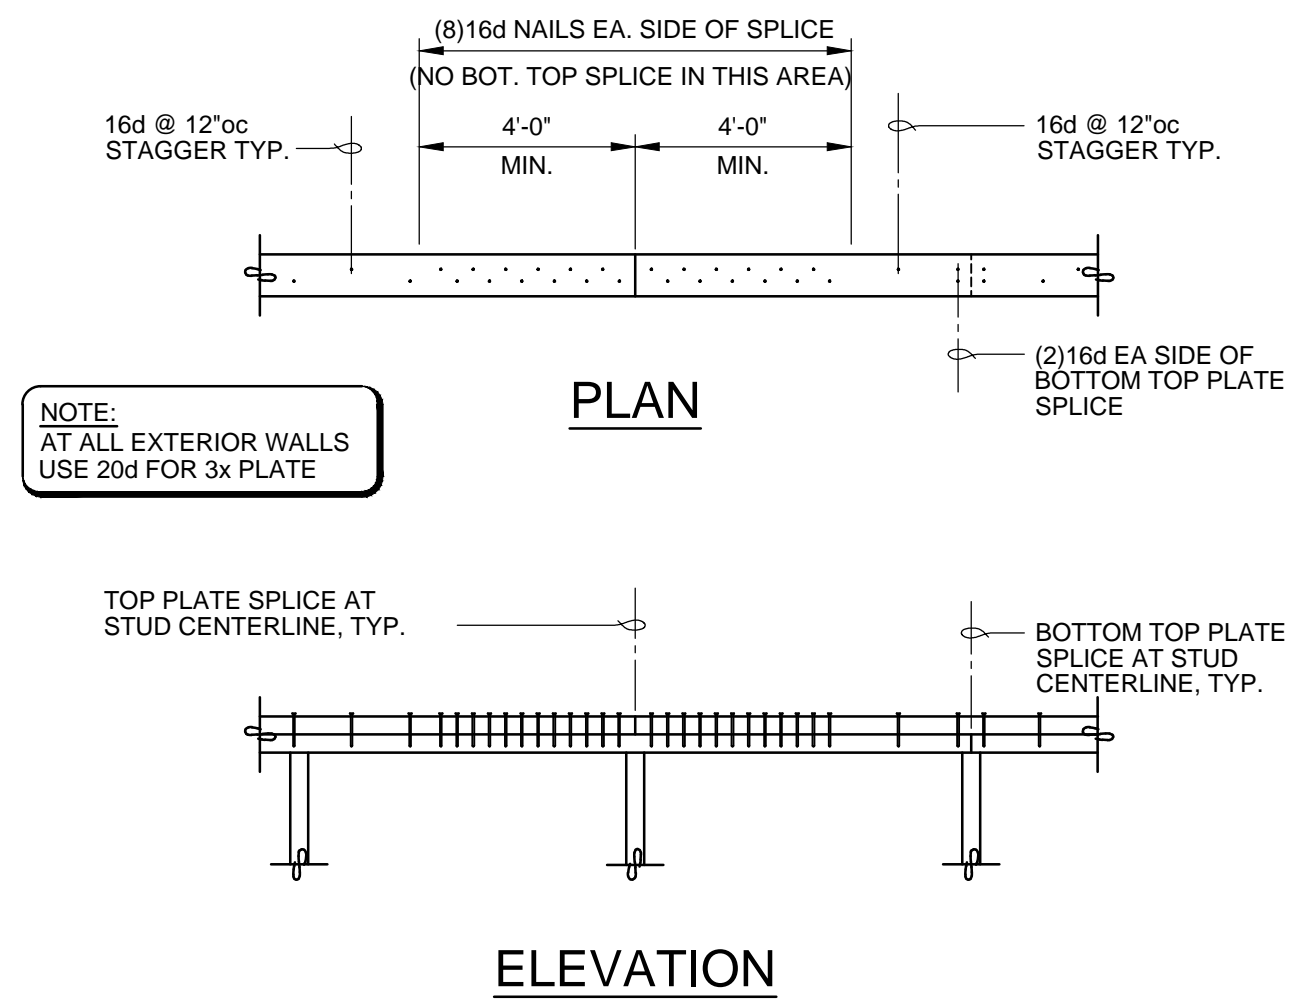 (8)16d NAILS EA. SIDE OF SPLICE
(NO BOT. TOP SPLICE IN THIS AREA)
16d @ 12"oc
STAGGER TYP.
4'-0"
MIN.
4'-0"
MIN.
16d @ 12"oc
STAGGER TYP.
(2)16d EA SIDE OF
BOTTOM TOP PLATE
SPLICE
PLAN
NOTE:
AT ALL EXTERIOR WALLS
USE 20d FOR 3x PLATE
TOP PLATE SPLICE AT
STUD CENTERLINE, TYP.
BOTTOM TOP PLATE
SPLICE AT STUD
CENTERLINE, TYP.
ELEVATION